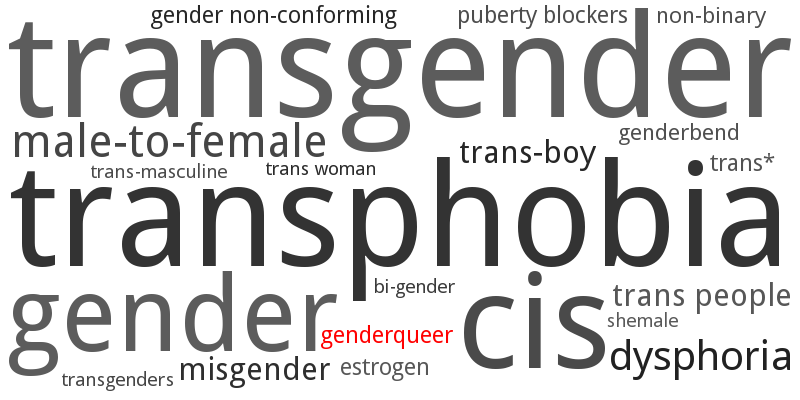 gender non-conforming puberty blockers non-binary
transgender
male-to-female genderbend
trans-boy trans*
trans-masculine trans woman
transphobia
bi-gender
gender cis trans people
shemale
genderqueer
misgender estrogen dysphoria
transgenders